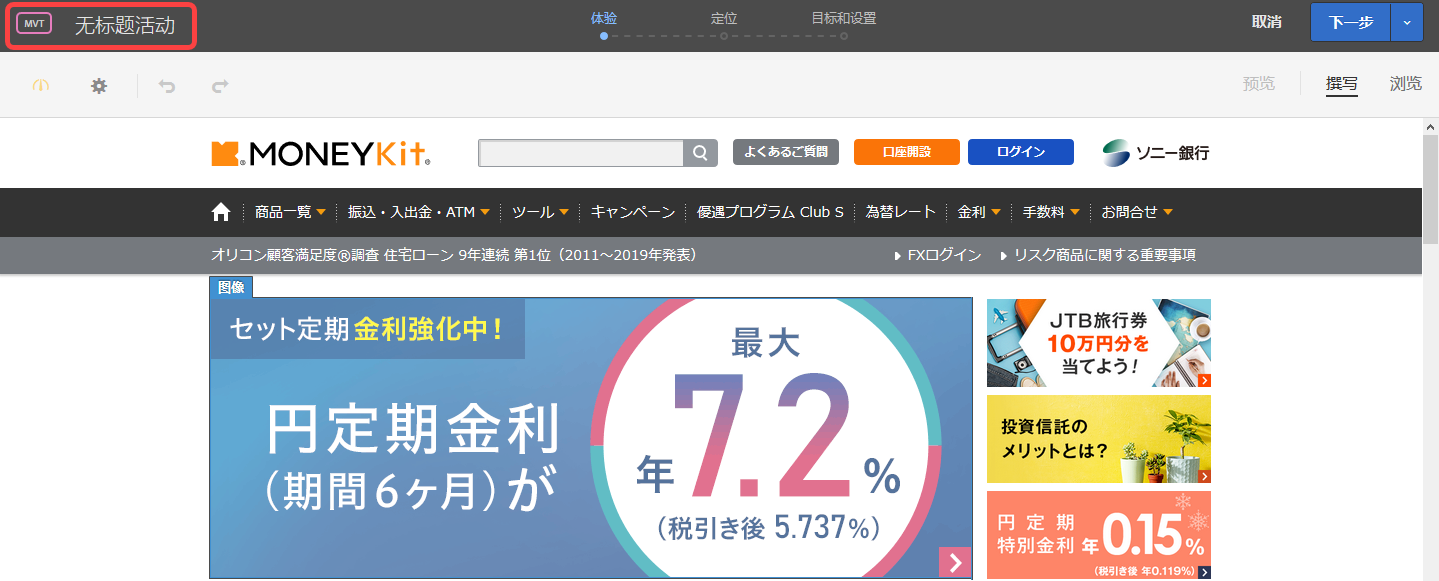 MVT 无标题活动
体验 定位 目标和设置
取消 下一步
预览 撰写 浏览
MONEYKit
よくあるご質問 口座開設 ログイン ソニー銀行
商品一覧 振込・入出金・ATM ツール キャンペーン 優遇プログラム Club S 為替レート 金利 手数料 お問合せ
オリコン顧客満足度®調査 住宅ローン 9年連続 第1位（2011～2019年発表） FXログイン リスク商品に関する重要事項
图像
セット定期 金利強化中！
円定期金利
（期間6ヶ月）が
最大
年7.2%
（税引き後 5.737%）
JTB旅行券
10万円分を
当てよう！
投資信託の
メリットとは？
円定期
特別金利 年0.15%
（税引き後 年0.119%）